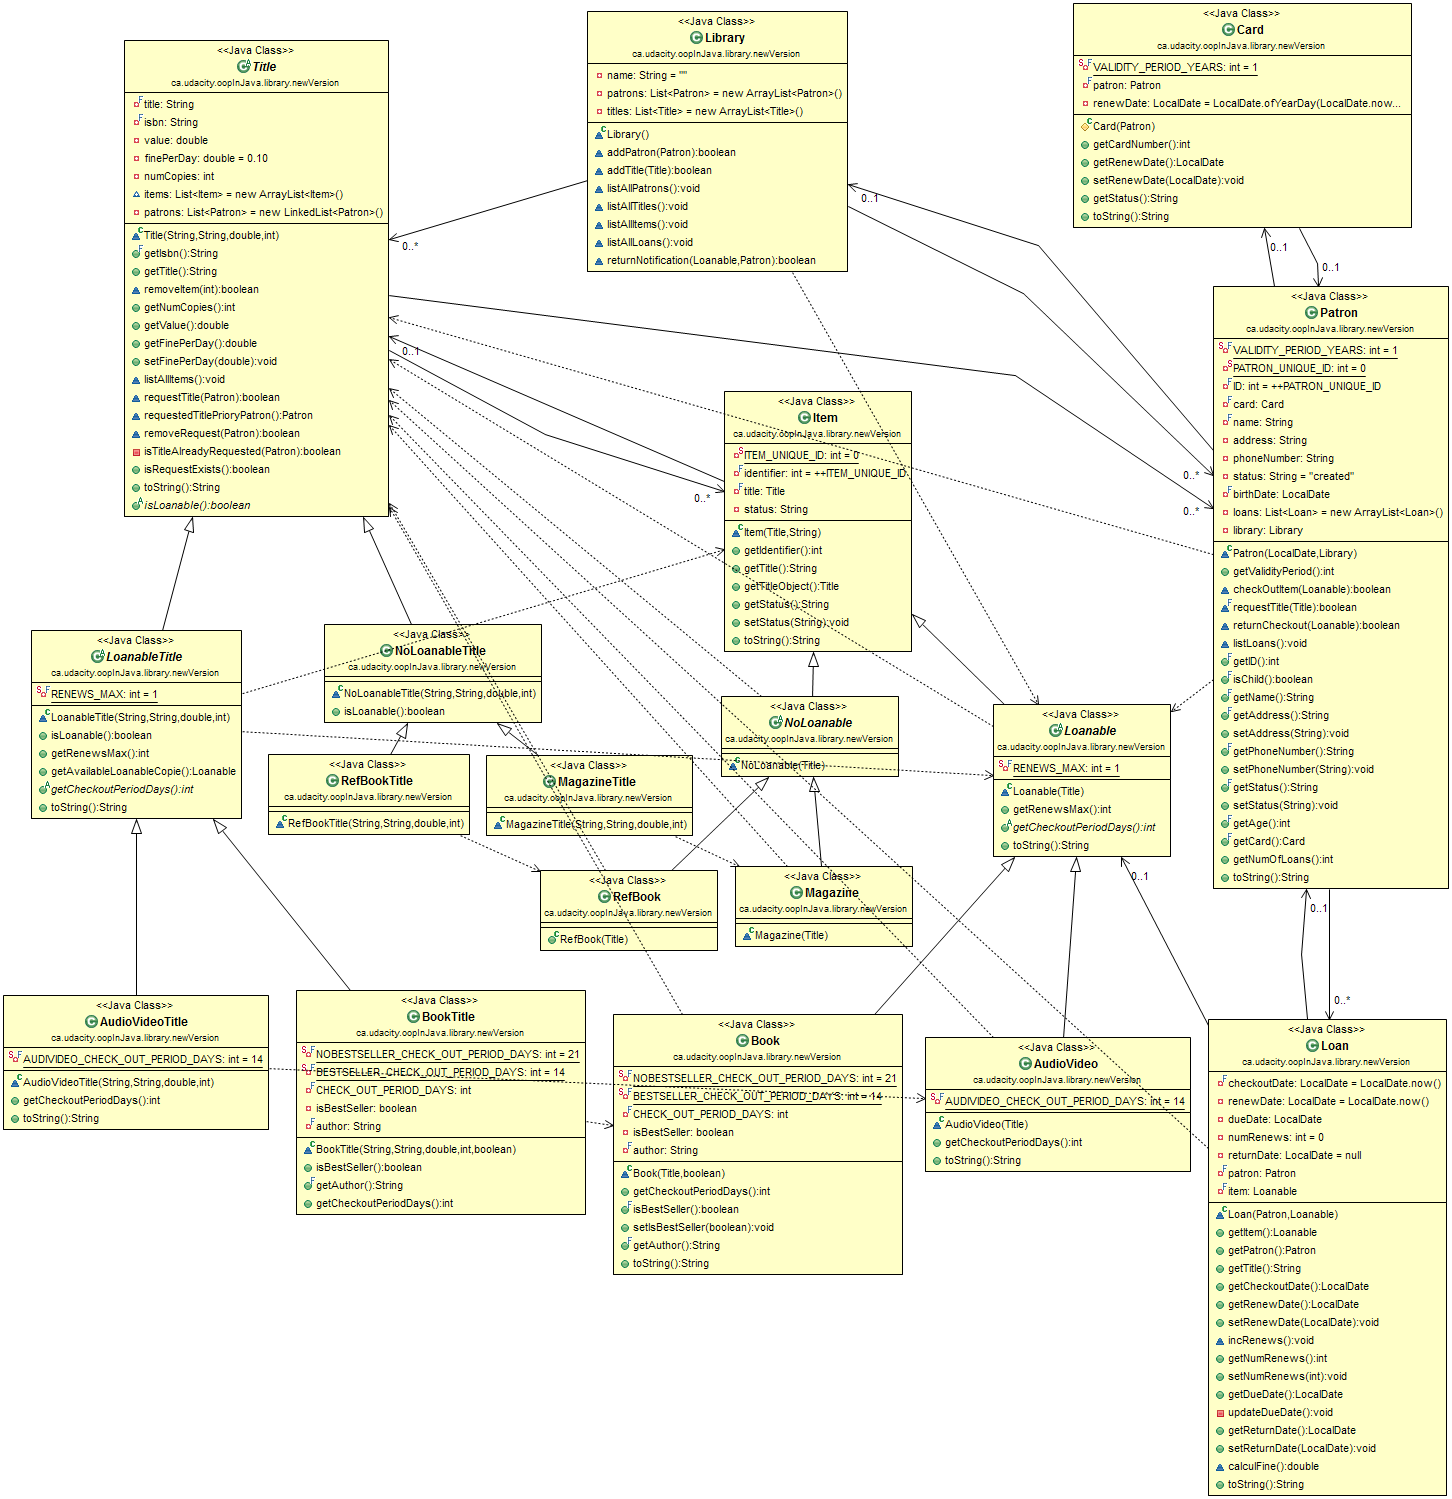 <<Java Class>>
Title
ca.udacity.oopInJava.library.newVersion
title: String
isbn: String
value: double
finePerDay: double = 0.10
numCopies: int
items: List<Item> = new ArrayList<Item>()
patrons: List<Patron> = new LinkedList<Patron>()
Title(String,String,double,int)
getIsbn():String
getTitle():String
removeItem(int):boolean
getNumCopies():int
getValue():double
getFinePerDay():double
setFinePerDay(double):void
listAllItems():void
requestTitle(Patron):boolean
requestedTitlePrioryPatron():Patron
removeRequest(Patron):boolean
isTitleAlreadyRequested(Patron):boolean
isRequestExists():boolean
toString():String
isLoanable():boolean
<<Java Class>>
Library
ca.udacity.oopInJava.library.newVersion
name: String = ""
patrons: List<Patron> = new ArrayList<Patron>()
titles: List<Title> = new ArrayList<Title>()
Library()
addPatron(Patron):boolean
addTitle(Title):boolean
listAllPatrons():void
listAllTitles():void
listAllItems():void
listAllLoans():void
returnNotification(Loanable,Patron):boolean
<<Java Class>>
Card
ca.udacity.oopInJava.library.newVersion
VALIDITY_PERIOD_YEARS: int = 1
patron: Patron
renewDate: LocalDate = LocalDate.ofYearDay(LocalDate.now...
Card(Patron)
getCardNumber():int
getRenewDate():LocalDate
setRenewDate(LocalDate):void
getStatus():String
toString():String
0..*
0..1
0..1
0..1
0..1
0..*
0..*
0..*
<<Java Class>>
Patron
ca.udacity.oopInJava.library.newVersion
VALIDITY_PERIOD_YEARS: int = 1
PATRON_UNIQUE_ID: int = 0
ID: int = ++PATRON_UNIQUE_ID
card: Card
name: String
address: String
phoneNumber: String
status: String = "created"
birthDate: LocalDate
loans: List<Loan> = new ArrayList<Loan>()
library: Library
Patron(LocalDate,Library)
getValidityPeriod():int
checkOutItem(Loanable):boolean
requestTitle(Title):boolean
returnCheckout(Loanable):boolean
listLoans():void
getID():int
isChild():boolean
getName():String
getAddress():String
setAddress(String):void
getPhoneNumber():String
setPhoneNumber(String):void
getStatus():String
setStatus(String):void
getAge():int
getCard():Card
getNumOfLoans():int
toString():String
<<Java Class>>
Item
ca.udacity.oopInJava.library.newVersion
ITEM_UNIQUE_ID: int = 0
identifier: int = ++ITEM_UNIQUE_ID
title: Title
status: String
Item(Title,String)
getIdentifier():int
getTitle():String
getTitleObject():Title
getStatus():String
setStatus(String):void
toString():String
<<Java Class>>
LoanableTitle
ca.udacity.oopInJava.library.newVersion
RENEWS_MAX: int = 1
LoanableTitle(String,String,double,int)
isLoanable():boolean
getRenewsMax():int
getAvailableLoanableCopie():Loanable
getCheckoutPeriodDays():int
toString():String
<<Java Class>>
NoLoanableTitle
ca.udacity.oopInJava.library.newVersion
NoLoanableTitle(String,String,double,int)
isLoanable():boolean
<<Java Class>>
NoLoanable
ca.udacity.oopInJava.library.newVersion
NoLoanable(Title)
<<Java Class>>
Loanable
ca.udacity.oopInJava.library.newVersion
RENEWS_MAX: int = 1
Loanable(Title)
getRenewsMax():int
getCheckoutPeriodDays():int
toString():String
<<Java Class>>
RefBookTitle
ca.udacity.oopInJava.library.newVersion
RefBookTitle(String,String,double,int)
<<Java Class>>
MagazineTitle
ca.udacity.oopInJava.library.newVersion
MagazineTitle(String,String,double,int)
<<Java Class>>
RefBook
ca.udacity.oopInJava.library.newVersion
RefBook(Title)
<<Java Class>>
Magazine
ca.udacity.oopInJava.library.newVersion
Magazine(Title)
0..1
0..1
0..*
<<Java Class>>
AudioVideoTitle
ca.udacity.oopInJava.library.newVersion
AUDIVIDEO_CHECK_OUT_PERIOD_DAYS: int = 14
AudioVideoTitle(String,String,double,int)
getCheckoutPeriodDays():int
toString():String
<<Java Class>>
BookTitle
ca.udacity.oopInJava.library.newVersion
NOBESTSELLER_CHECK_OUT_PERIOD_DAYS: int = 21
BESTSELLER_CHECK_OUT_PERIOD_DAYS: int = 14
CHECK_OUT_PERIOD_DAYS: int
isBestSeller: boolean
author: String
BookTitle(String,String,double,int,boolean)
isBestSeller():boolean
getAuthor():String
getCheckoutPeriodDays():int
<<Java Class>>
Book
ca.udacity.oopInJava.library.newVersion
NOBESTSELLER_CHECK_OUT_PERIOD_DAYS: int = 21
BESTSELLER_CHECK_OUT_PERIOD_DAYS: int = 14
CHECK_OUT_PERIOD_DAYS: int
isBestSeller: boolean
author: String
Book(Title,boolean)
getCheckoutPeriodDays():int
isBestSeller():boolean
setIsBestSeller(boolean):void
getAuthor():String
toString():String
<<Java Class>>
AudioVideo
ca.udacity.oopInJava.library.newVersion
AUDIVIDEO_CHECK_OUT_PERIOD_DAYS: int = 14
AudioVideo(Title)
getCheckoutPeriodDays():int
toString():String
<<Java Class>>
Loan
ca.udacity.oopInJava.library.newVersion
checkoutDate: LocalDate = LocalDate.now()
renewDate: LocalDate = LocalDate.now()
dueDate: LocalDate
numRenews: int = 0
returnDate: LocalDate = null
patron: Patron
item: Loanable
Loan(Patron,Loanable)
getItem():Loanable
getPatron():Patron
getTitle():String
getCheckoutDate():LocalDate
getRenewDate():LocalDate
setRenewDate(LocalDate):void
incRenews():void
getNumRenews():int
setNumRenews(int):void
getDueDate():LocalDate
updateDueDate():void
getReturnDate():LocalDate
setReturnDate(LocalDate):void
calculFine():double
toString():String